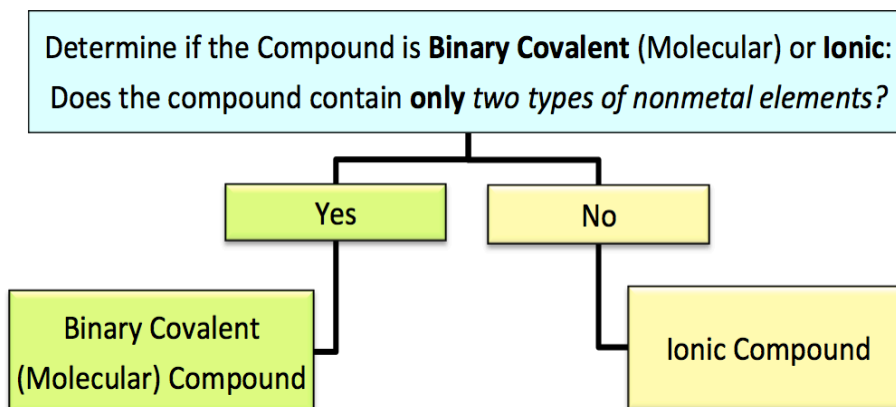 Determine if the Compound is Binary Covalent (Molecular) or Ionic:
Does the compound contain only two types of nonmetal elements?
Yes
No
Binary Covalent
(Molecular) Compound
Ionic Compound